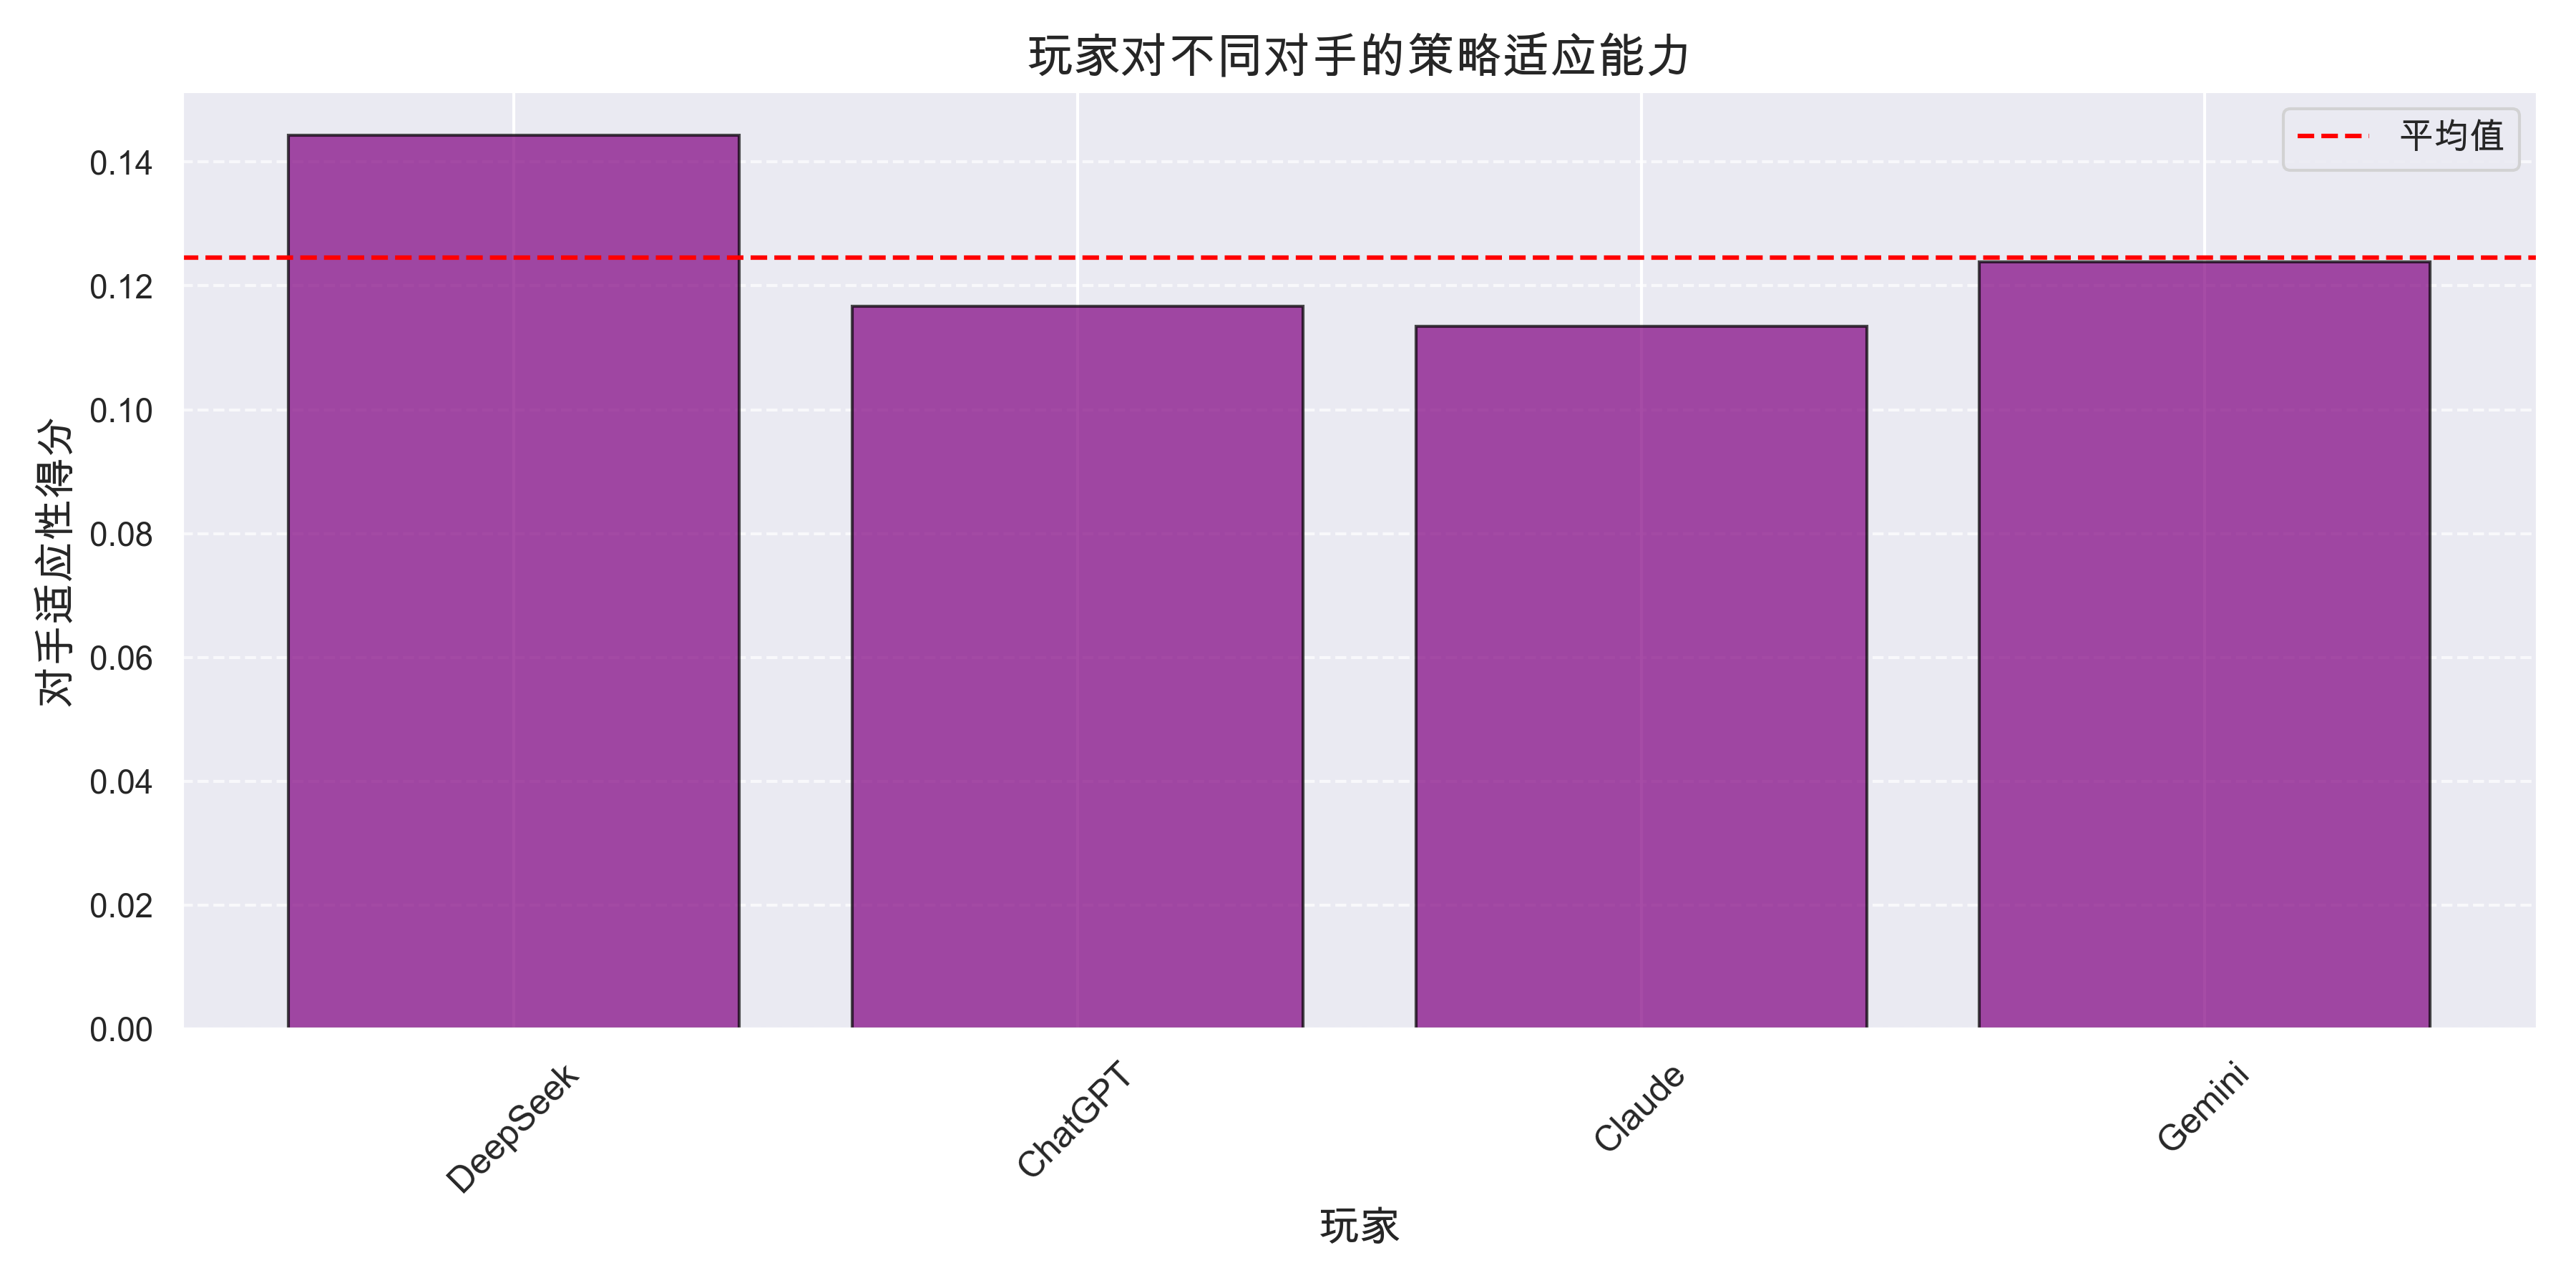 玩家对不同对手的策略适应能力
平均值
对手适应性得分
0.14
0.12
0.10
0.08
0.06
0.04
0.02
0.00
DeepSeek
ChatGPT
Claude
Gemini
玩家